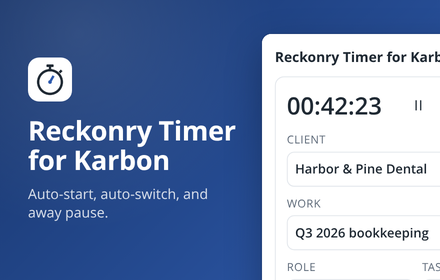 Reckonry Timer
for Karbon
Auto-start, auto-switch, and
away pause.
Reckonry Timer for Karb
00:42:23
CLIENT
Harbor & Pine Dental
WORK
Q3 2026 bookkeeping
ROLE
TAS